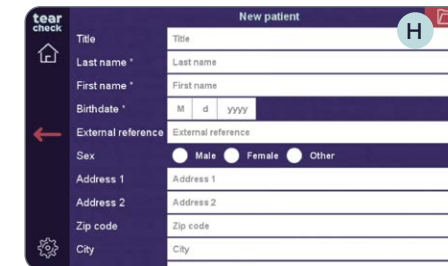 tear
check
New patient
H
Title Title
Last name * Last name
First name * First name
Birthdate * M d yyyy
External reference External reference
Sex Male Female Other
Address 1 Address 1
Address 2 Address 2
Zip code Zip code
City City